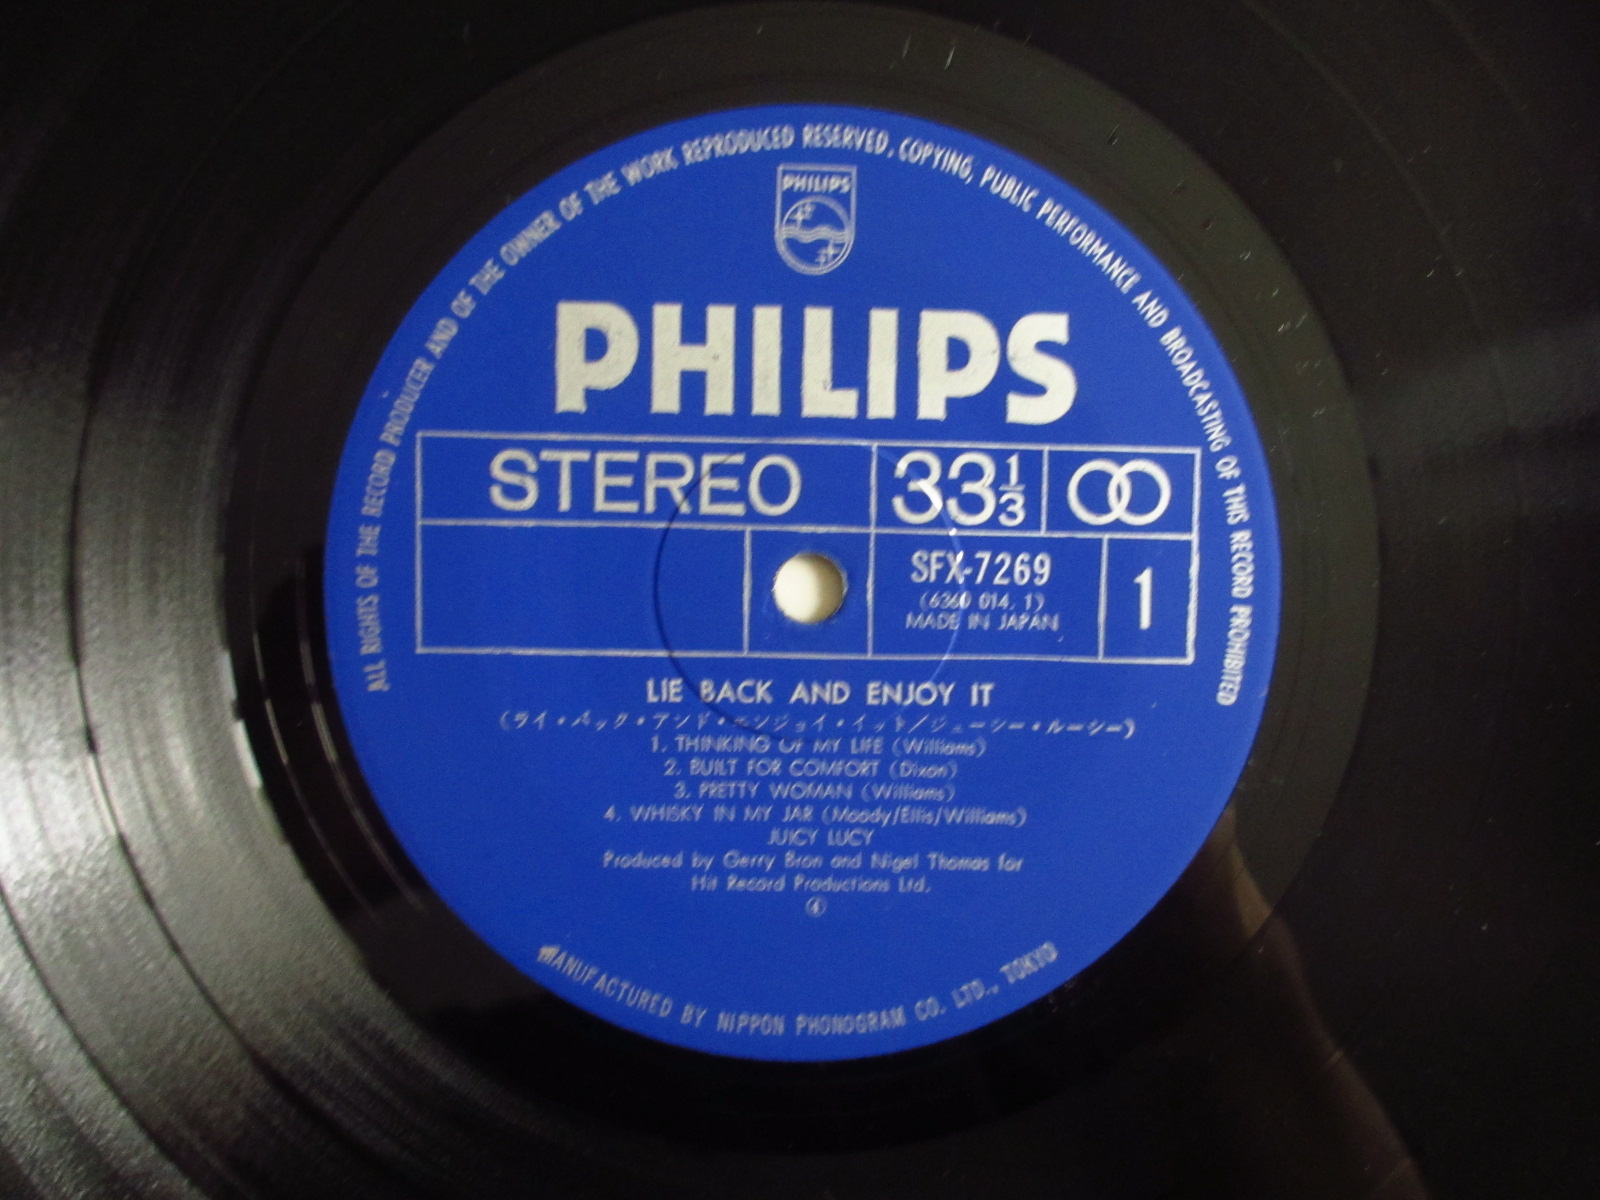 ALL RIGHTS OF THE RECORD PRODUCER AND OF THE OWNER OF THE WORK REPRODUCED RESERVED. COPYING, PUBLIC PERFORMANCE AND BROADCASTING OF THIS RECORD PROHIBITED
PHILIPS
PHILIPS
STEREO 33 1/3
SFX-7269 1
(6360 014. 1)
MADE IN JAPAN
LIE BACK AND ENJOY IT
(ライ・バック・アンド・エンジョイ・イット/ジューシー・ルーシー)
1. THINKING OF MY LIFE (Williams)
2. BUILT FOR COMFORT (Dixon)
3. PRETTY WOMAN (Williams)
4. WHISKY IN MY JAR (Moody/Ellis/Williams)
JUICY LUCY
Produced by Gerry Bron and Nigel Thomas for
Hit Record Productions Ltd.
④
MANUFACTURED BY NIPPON PHONOGRAM CO. LTD., TOKYO